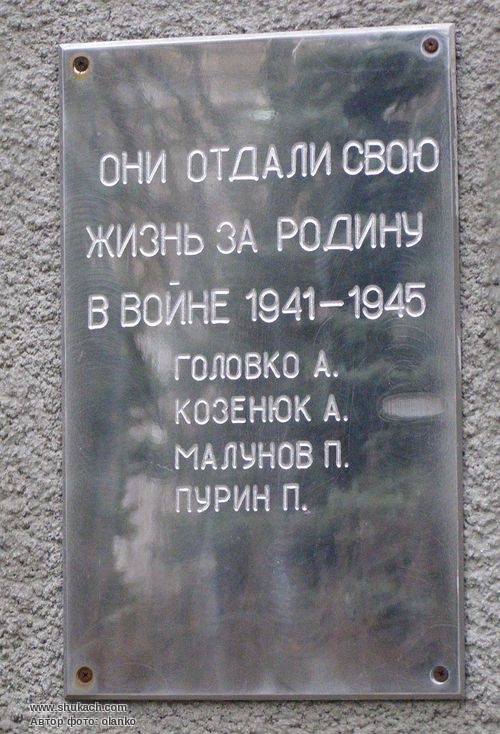 ОНИ ОТДАЛИ СВОЮ
ЖИЗНЬ ЗА РОДИНУ
В ВОЙНЕ 1941-1945
ГОЛОВКО А.
КОЗЕНЮК А.
МАЛУНОВ П.
ПУРИН П.
www.shukach.com
Автор фото: olanko